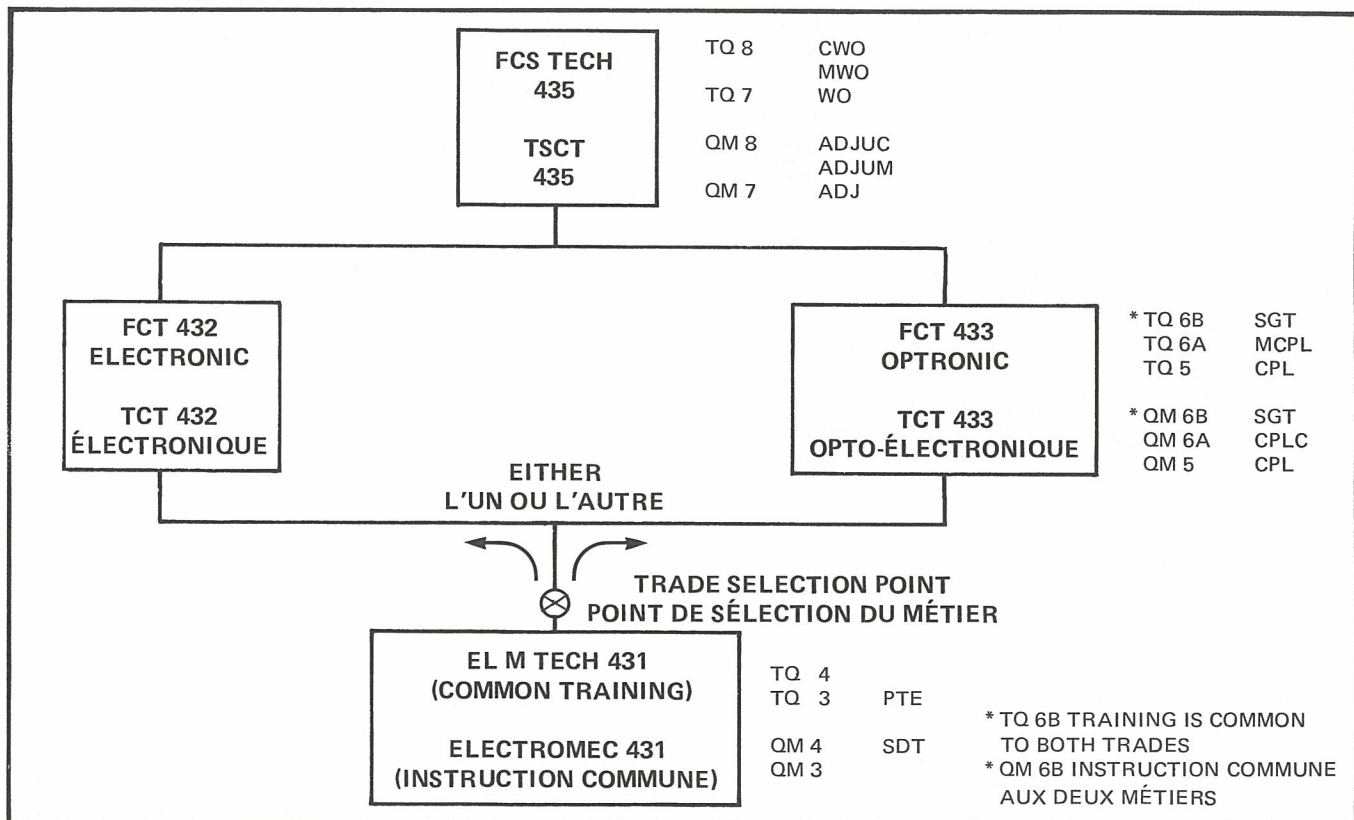 FCS TECH
435
TSCT
435
TQ 8 CWO
MWO
TQ 7 WO
QM 8 ADJUC
ADJUM
QM 7 ADJ
FCT 432
ELECTRONIC
TCT 432
ÉLECTRONIQUE
FCT 433
OPTRONIC
TCT 433
OPTO-ÉLECTRONIQUE
* TQ 6B SGT
TQ 6A MCPL
TQ 5 CPL
* QM 6B SGT
QM 6A CPLC
QM 5 CPL
EITHER
L'UN OU L'AUTRE
TRADE SELECTION POINT
POINT DE SÉLECTION DU MÉTIER
EL M TECH 431
(COMMON TRAINING)
ELECTROMEC 431
(INSTRUCTION COMMUNE)
TQ 4
TQ 3 PTE
QM 4 SDT
QM 3
* TQ 6B TRAINING IS COMMON
TO BOTH TRADES
* QM 6B INSTRUCTION COMMUNE
AUX DEUX MÉTIERS